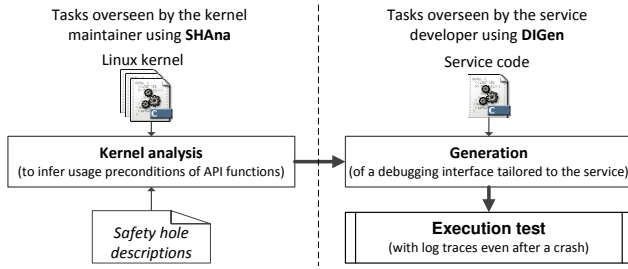 Tasks overseen by the kernel
maintainer using SHAna
Linux kernel
C
Kernel analysis
(to infer usage preconditions of API functions)
Safety hole
descriptions
Tasks overseen by the service
developer using DIGen
Service code
C
Generation
(of a debugging interface tailored to the service)
Execution test
(with log traces even after a crash)